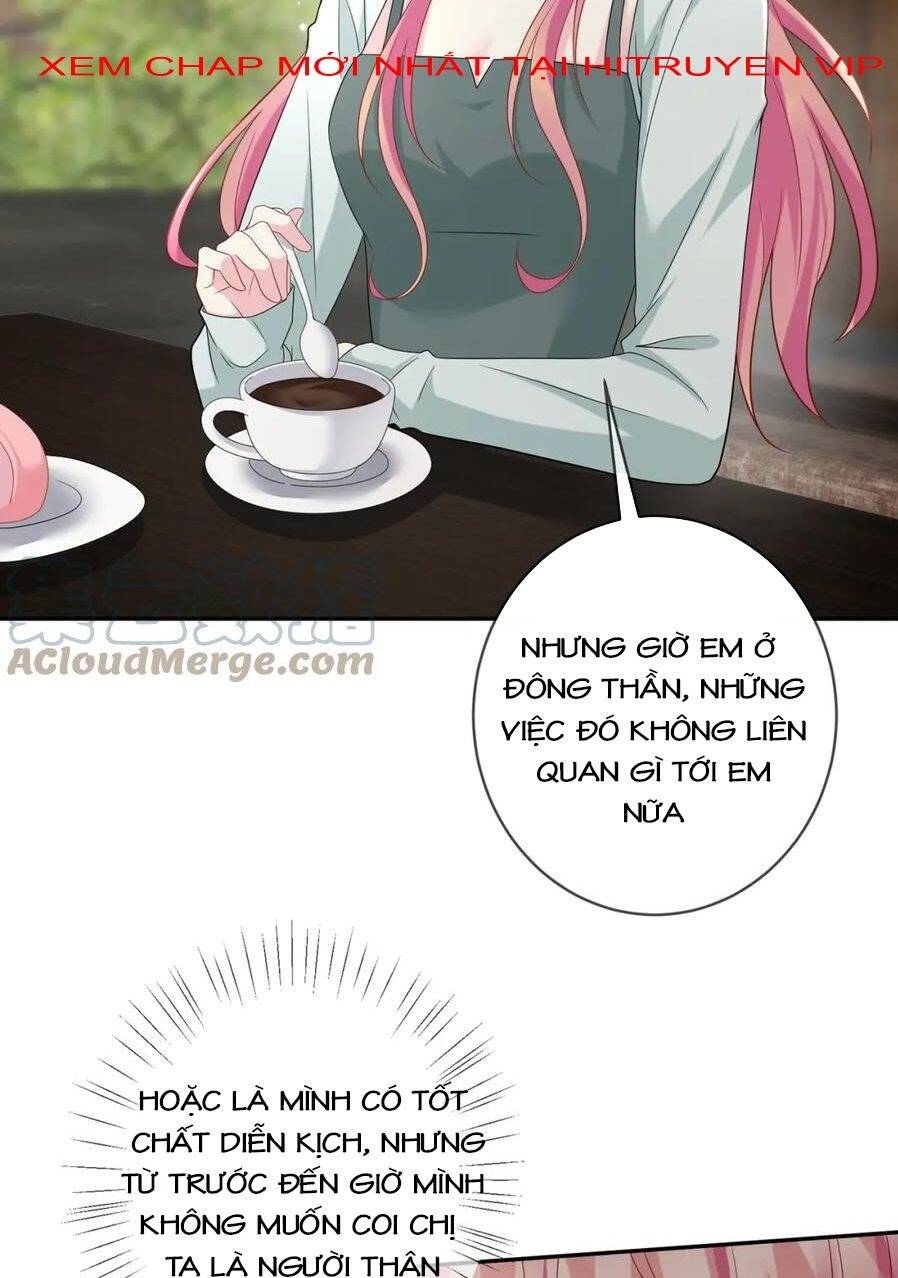 XEM CHAP MỚI NHẤT TẠI HITRUYEN.VIP
AcloudMerge.com
NHƯNG GIỜ EM Ở
ĐÔNG THẦN, NHỮNG
VIỆC ĐÓ KHÔNG LIÊN
QUAN GÌ TỚI EM
NỮA
HOẶC LÀ MÌNH CÓ TỐT
CHẤT DIỄN KỊCH, NHƯNG
TỪ TRƯỚC ĐẾN GIỜ MÌNH
KHÔNG MUỐN COI CHỊ
TA LÀ NGƯỜI THÂN